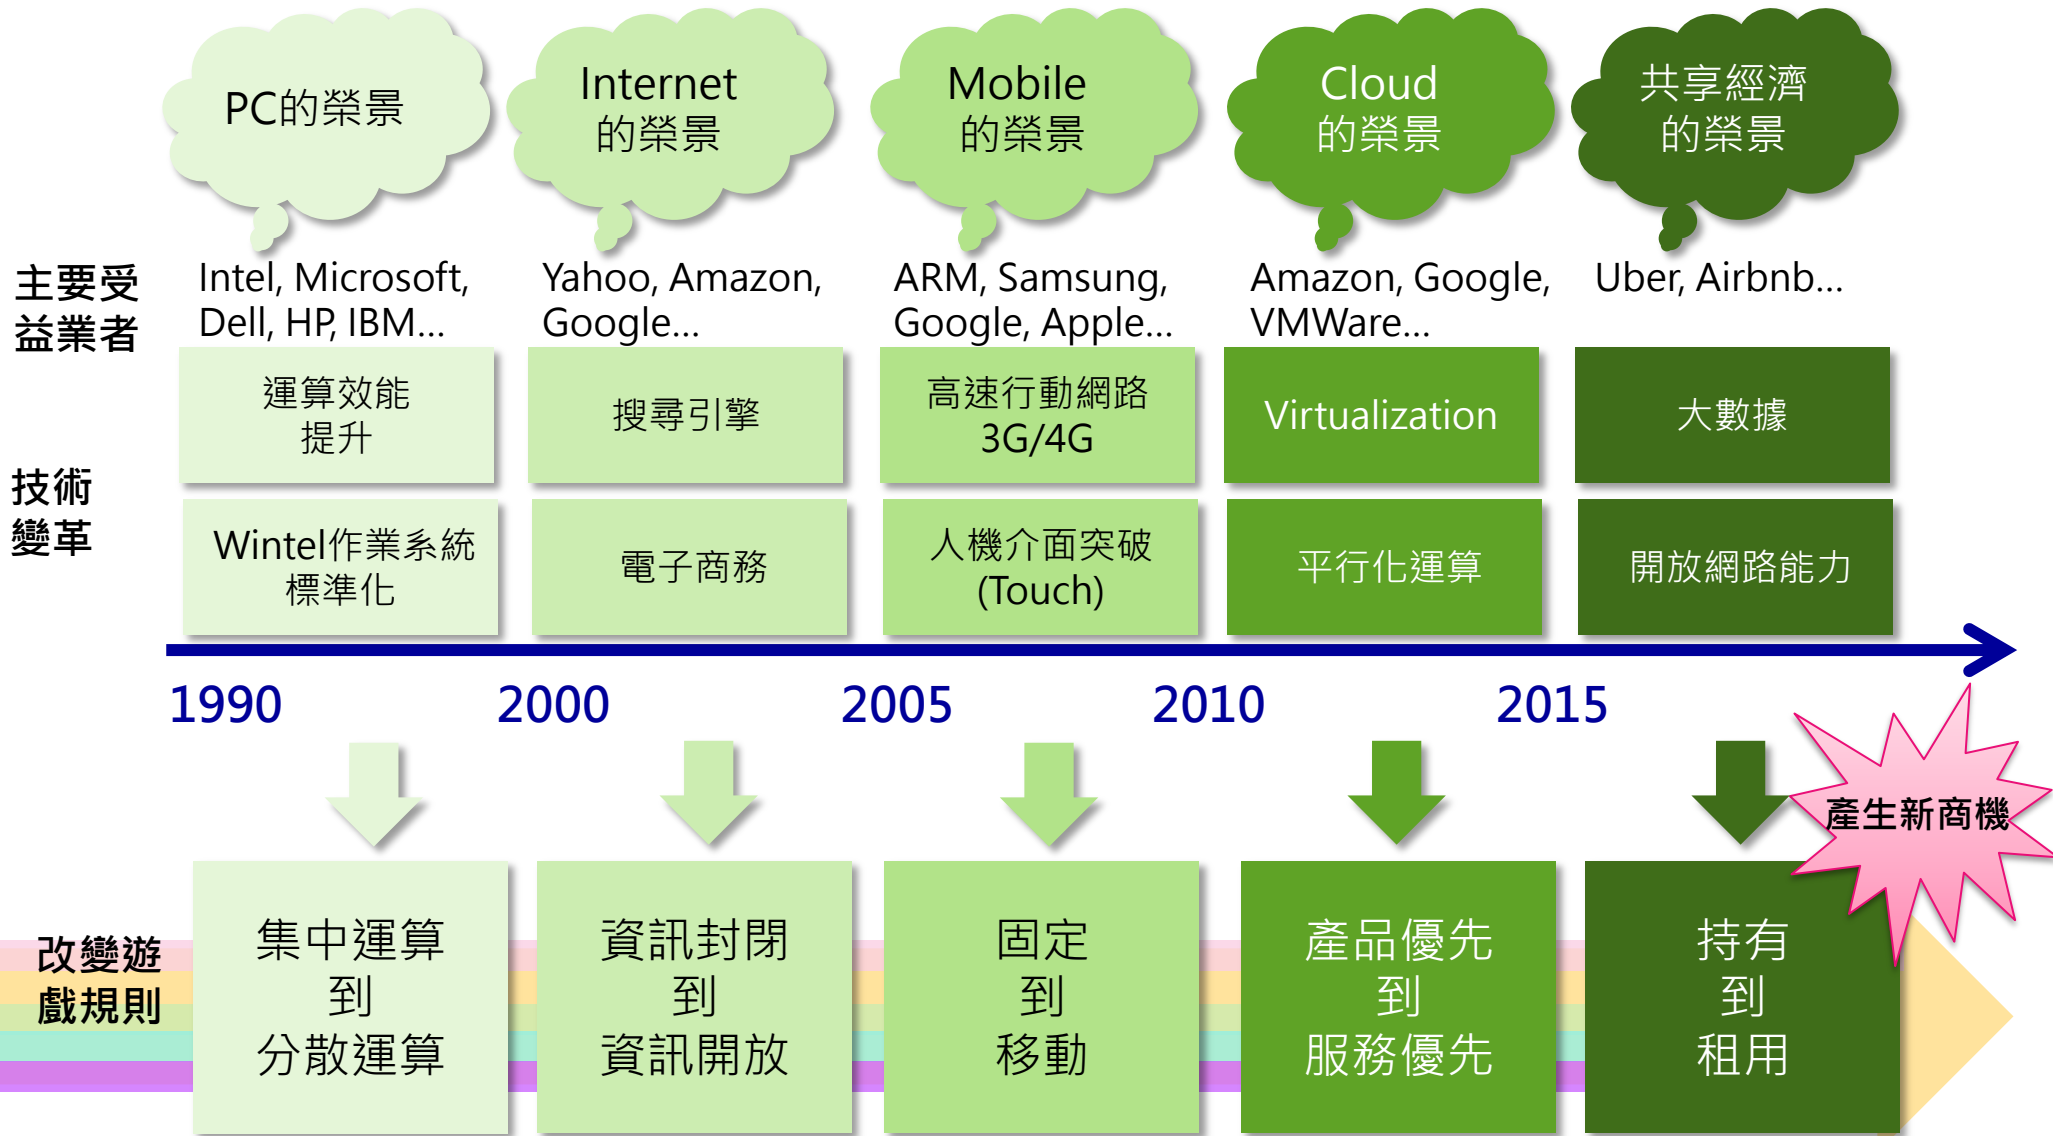 PC的榮景
Internet
的榮景
Mobile
的榮景
Cloud
的榮景
共享經濟
的榮景
主要受
益業者
Intel, Microsoft,
Dell, HP, IBM...
Yahoo, Amazon,
Google...
ARM, Samsung,
Google, Apple...
Amazon, Google,
VMWare...
Uber, Airbnb...
技術
變革
運算效能
提升
搜尋引擎
高速行動網路
3G/4G
Virtualization
大數據
Wintel作業系統
標準化
電子商務
人機介面突破
(Touch)
平行化運算
開放網路能力
1990
2000
2005
2010
2015
產生新商機
改變遊
戲規則
集中運算
到
分散運算
資訊封閉
到
資訊開放
固定
到
移動
產品優先
到
服務優先
持有
到
租用